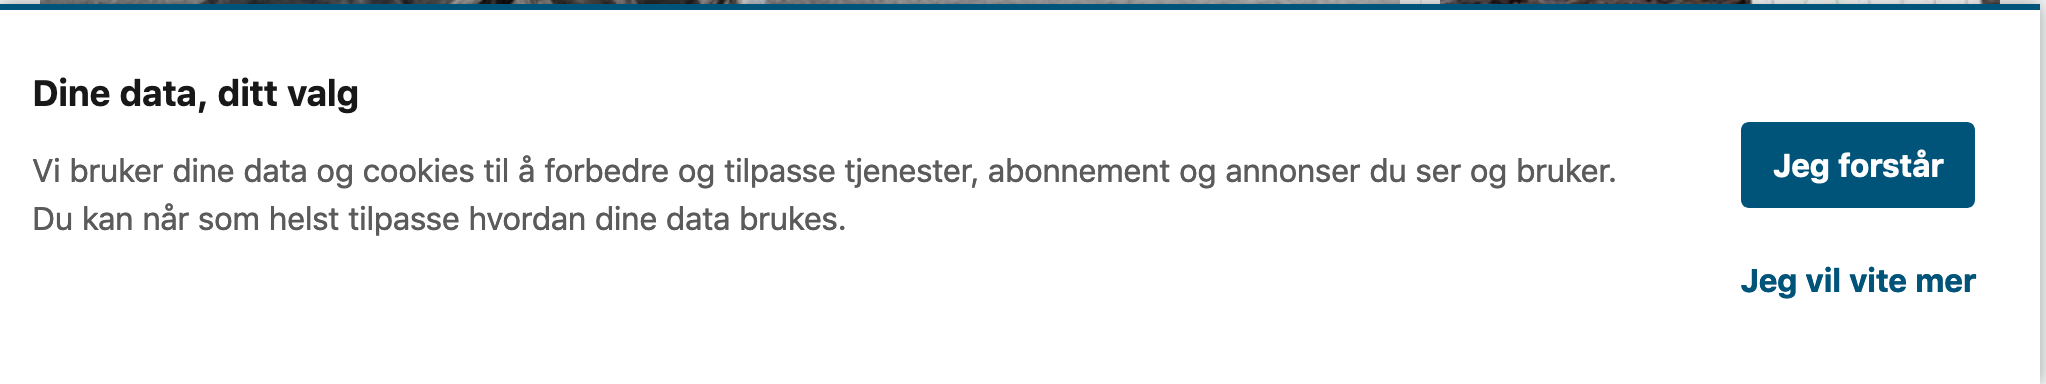 Dine data, ditt valg
Vi bruker dine data og cookies til å forbedre og tilpasse tjenester, abonnement og annonser du ser og bruker.
Du kan når som helst tilpasse hvordan dine data brukes.
Jeg forstår
Jeg vil vite mer